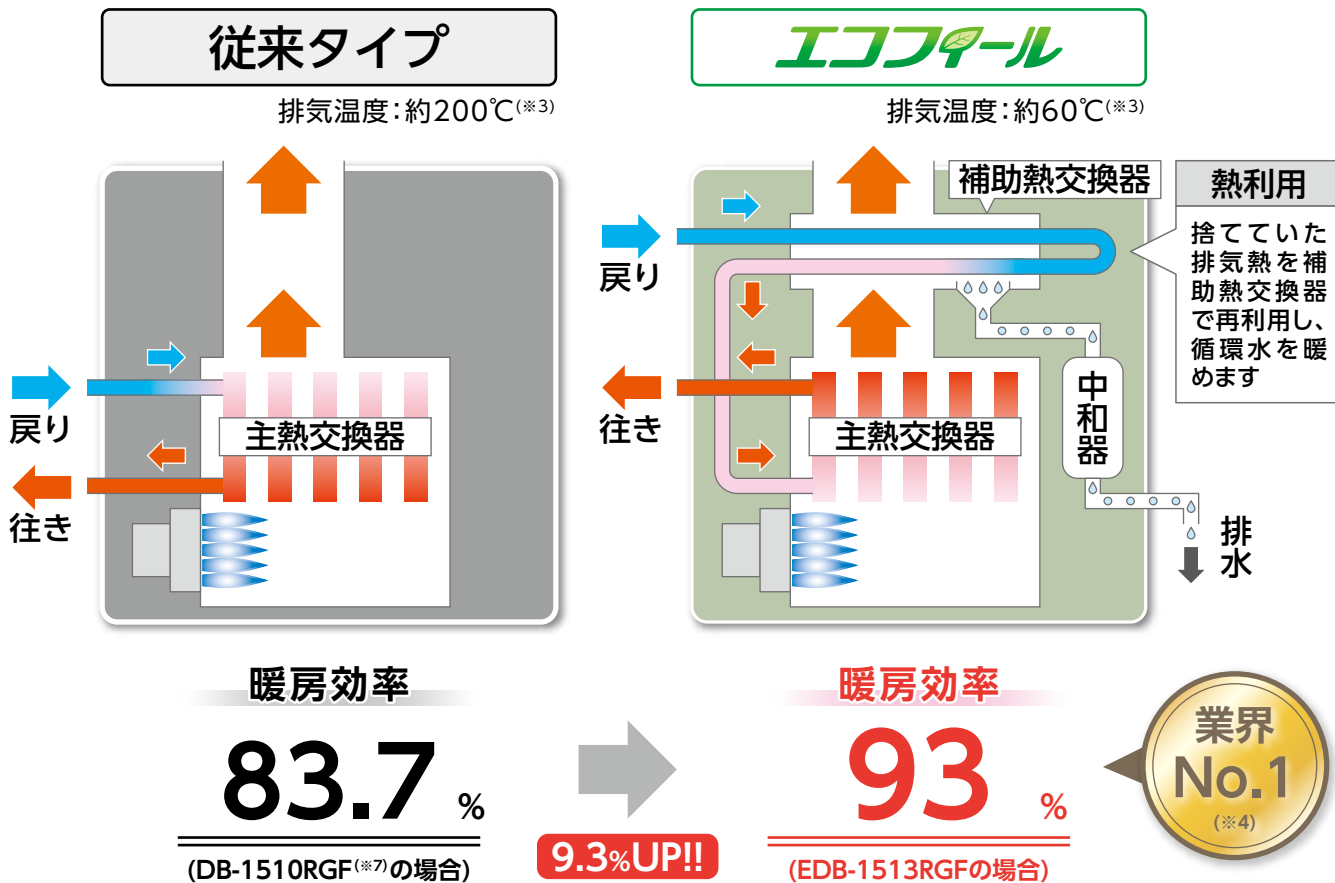 従来タイプ
排気温度：約200℃(※3)
戻り
往き
主熱交換器
暖房効率
83.7%
(DB-1510RGF(※7)の場合)
9.3%UP!!
エコフィール
排気温度：約60℃(※3)
補助熱交換器
熱利用
捨てていた
排気熱を補
助熱交換器
で再利用し、
循環水を暖
めます
戻り
往き
主熱交換器
中和器
排水
暖房効率
93%
(EDB-1513RGFの場合)
業界
No.1
(※4)